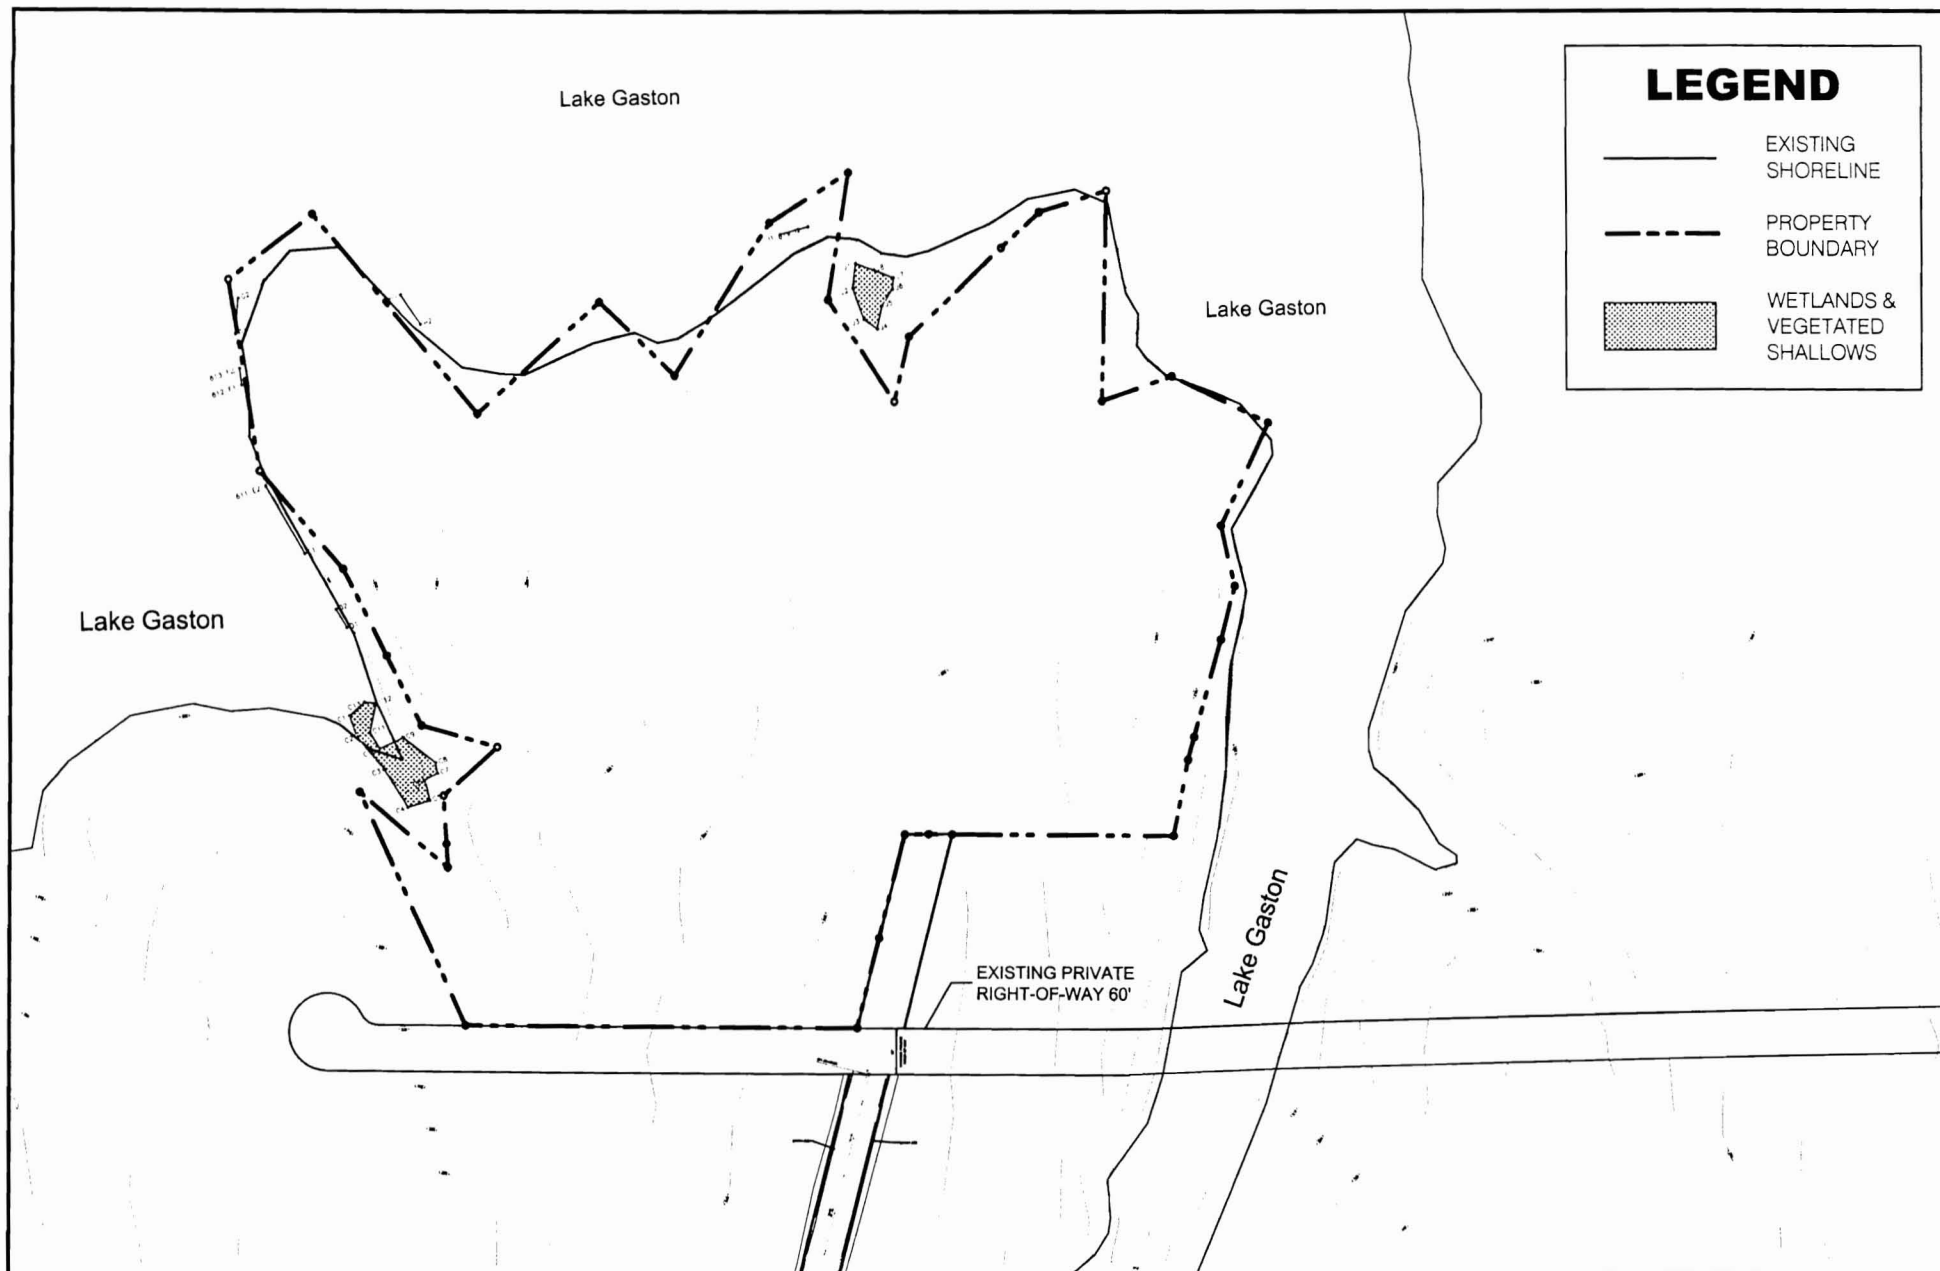 Lake Gaston
LEGEND
EXISTING
SHORELINE
PROPERTY
BOUNDARY
WETLANDS &
VEGETATED
SHALLOWS
Lake Gaston
Lake Gaston
Lake Gaston
EXISTING PRIVATE
RIGHT-OF-WAY 60'